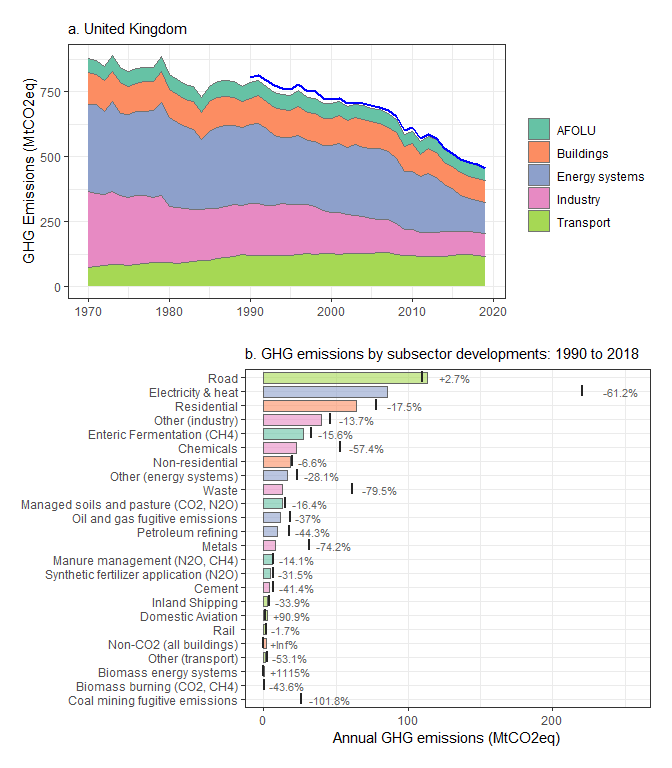 a. United Kingdom
GHG Emissions (MtCO2eq)
750
500
250
0
1970
1980
1990
2000
2010
2020
AFOLU
Buildings
Energy systems
Industry
Transport
b. GHG emissions by subsector developments: 1990 to 2018
Road +2.7%
Electricity & heat -61.2%
Residential -17.5%
Other (industry) -13.7%
Enteric Fermentation (CH4) -15.6%
Chemicals -57.4%
Non-residential -6.6%
Other (energy systems) -28.1%
Waste -79.5%
Managed soils and pasture (CO2, N2O) -16.4%
Oil and gas fugitive emissions -37%
Petroleum refining -44.3%
Metals -74.2%
Manure management (N2O, CH4) -14.1%
Synthetic fertilizer application (N2O) -31.5%
Cement -41.4%
Inland Shipping -33.9%
Domestic Aviation +90.9%
Rail -1.7%
Non-CO2 (all buildings) +Inf%
Other (transport) -53.1%
Biomass energy systems +1115%
Biomass burning (CO2, CH4) -43.6%
Coal mining fugitive emissions -101.8%
0
100
200
Annual GHG emissions (MtCO2eq)